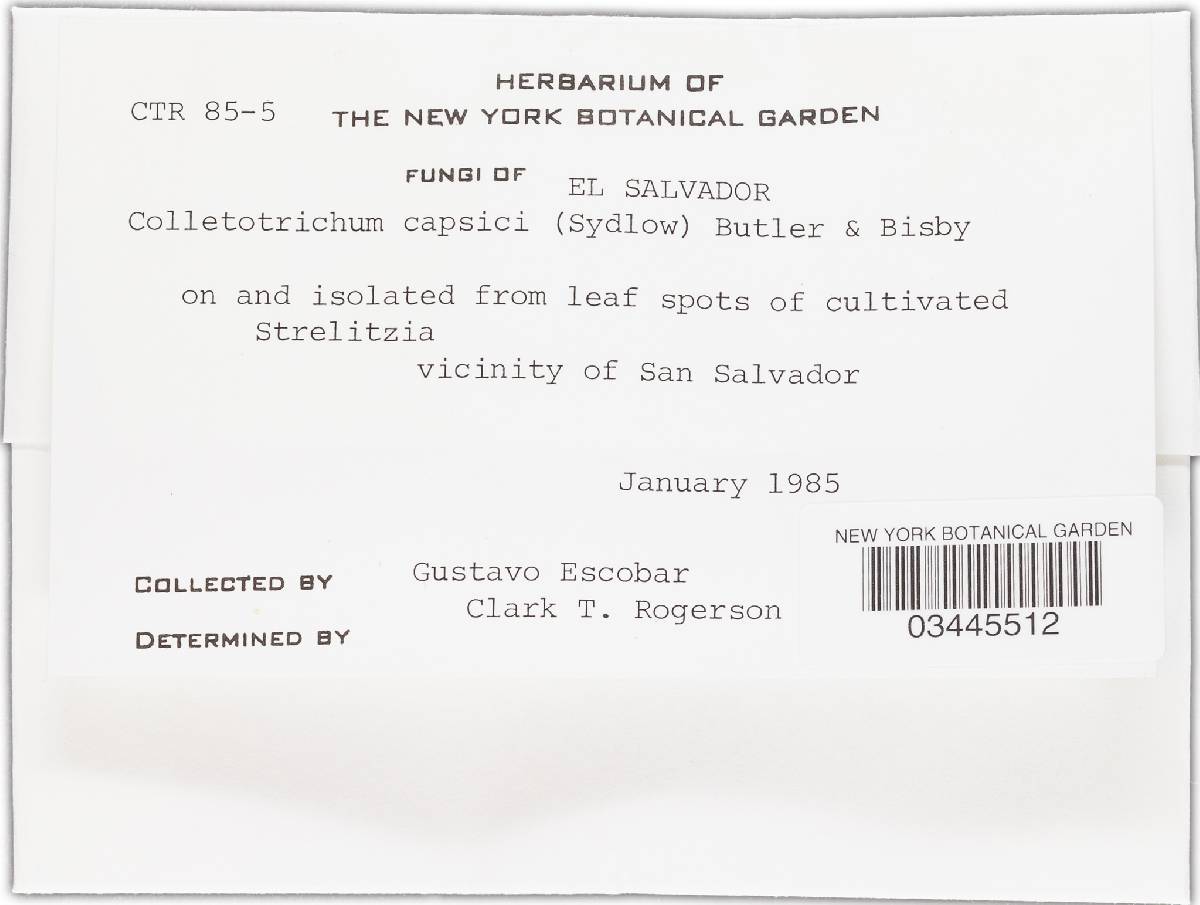 HERBARIUM OF
CTR 85-5 THE NEW YORK BOTANICAL GARDEN
FUNGI OF EL SALVADOR
Colletotrichum capsici (Sydlow) Butler & Bisby
on and isolated from leaf spots of cultivated
Strelitzia
vicinity of San Salvador
January 1985
NEW YORK BOTANICAL GARDEN
03445512
COLLECTED BY Gustavo Escobar
Clark T. Rogerson
DETERMINED BY